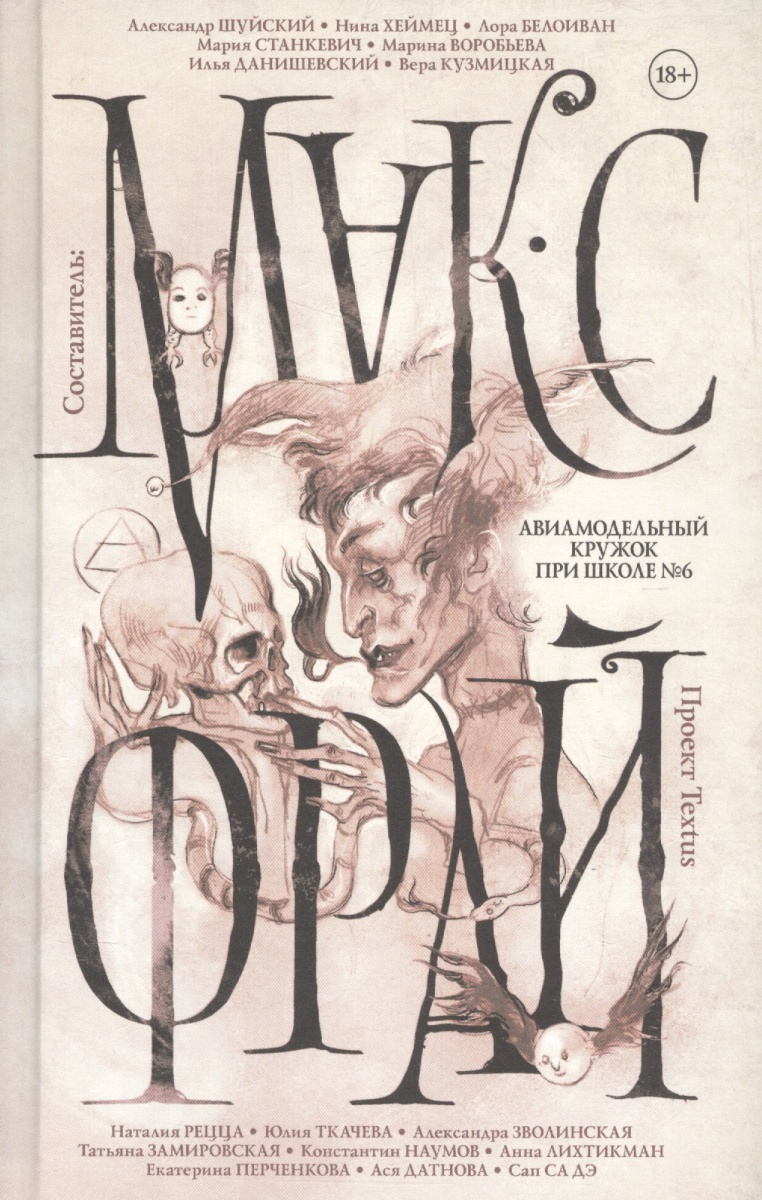 Александр ШУЙСКИЙ • Нина ХЕЙМЕЦ • Лора БЕЛОИВАН
Мария СТАНКЕВИЧ • Марина ВОРОБЬЕВА
Илья ДАНИШЕВСКИЙ • Вера КУЗМИЦКАЯ
18+
Составитель:
МАКС
АВИАМОДЕЛЬНЫЙ
КРУЖОК
ПРИ ШКОЛЕ №6
ФРАЙ
Проект Textus
Наталия РЕЦЦА • Юлия ТКАЧЕВА • Александра ЗВОЛИНСКАЯ
Татьяна ЗАМИРОВСКАЯ • Константин НАУМОВ • Анна ЛИХТИКМАН
Екатерина ПЕРЧЕНКОВА • Ася ДАТНОВА • Сап СА ДЭ